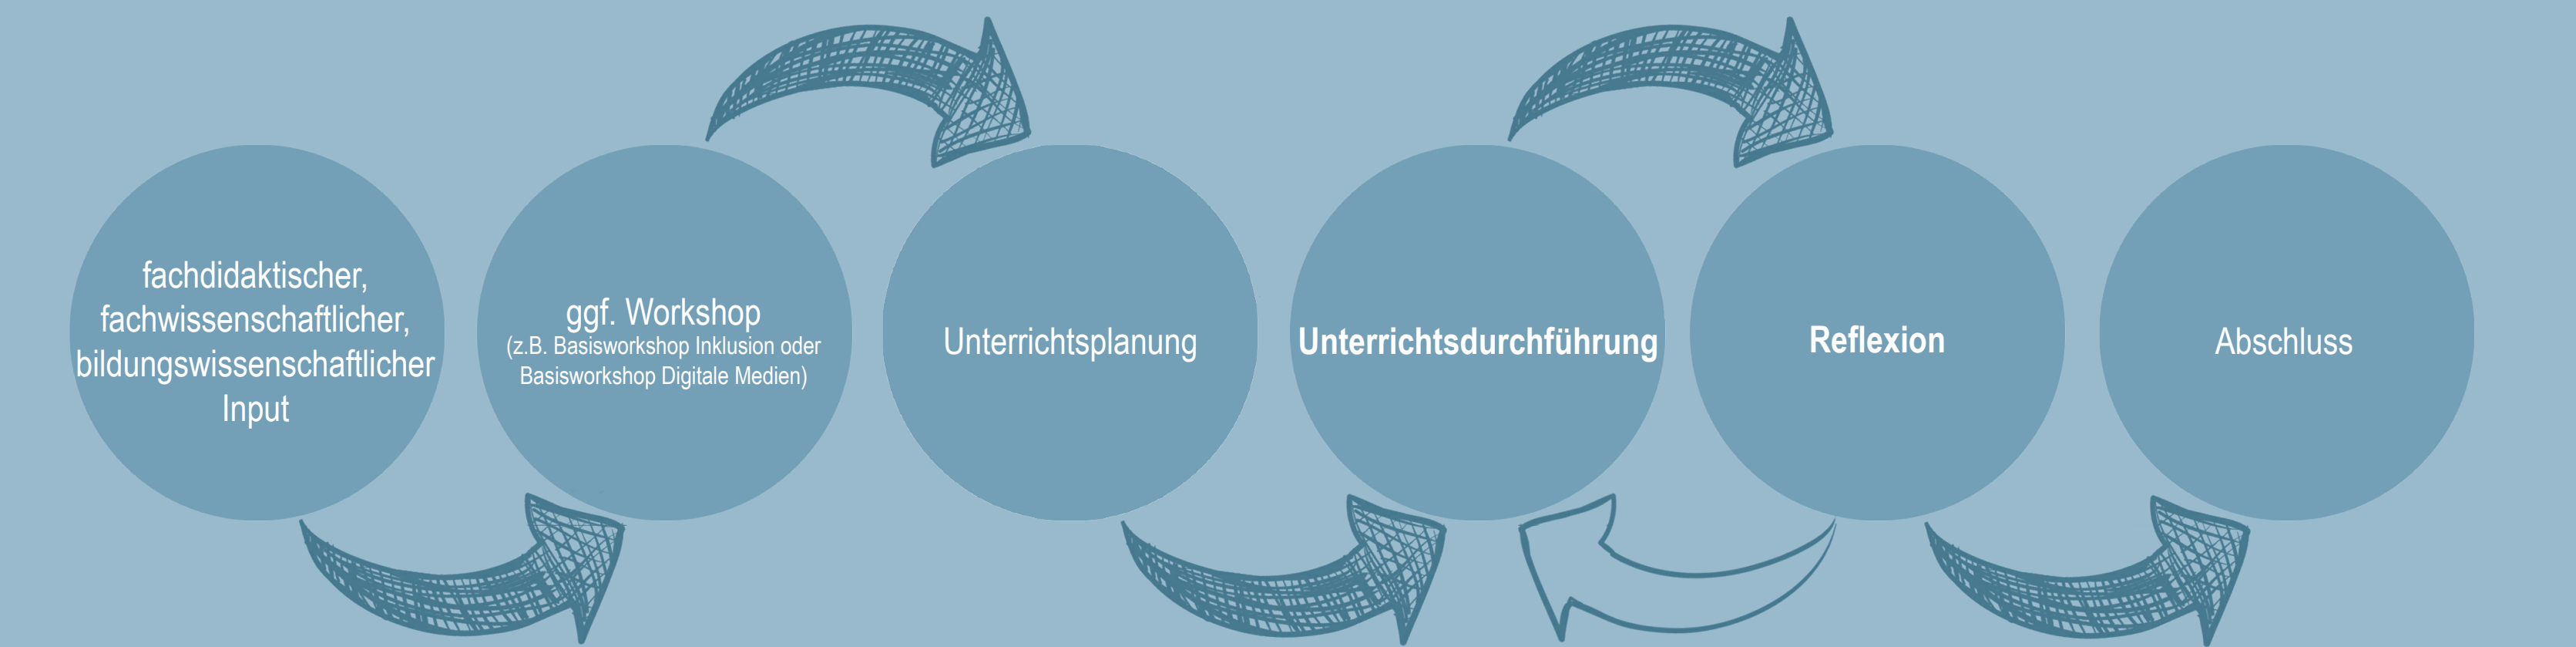 fachdidaktischer,
fachwissenschaftlicher,
bildungswissenschaftlicher
Input
ggf. Workshop
(z.B. Basisworkshop Inklusion oder
Basisworkshop Digitale Medien)
Unterrichtsplanung
Unterrichtsdurchführung
Reflexion
Abschluss